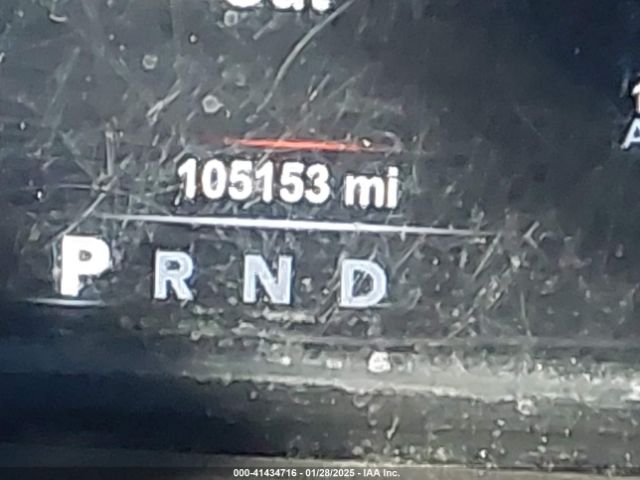 105153 mi
P R N D
000-41434716 - 01/28/2025 - IAA Inc.